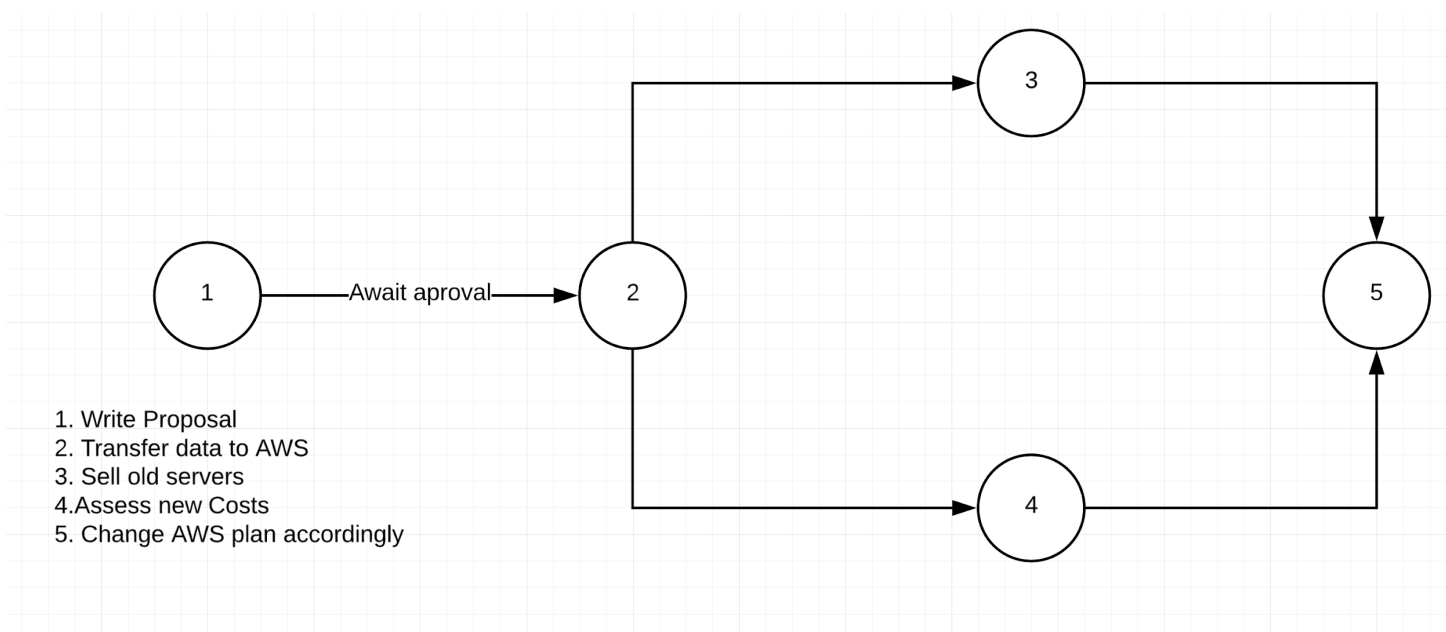 3
1
Await aproval
2
5
1. Write Proposal
2. Transfer data to AWS
3. Sell old servers
4.Assess new Costs
5. Change AWS plan accordingly
4